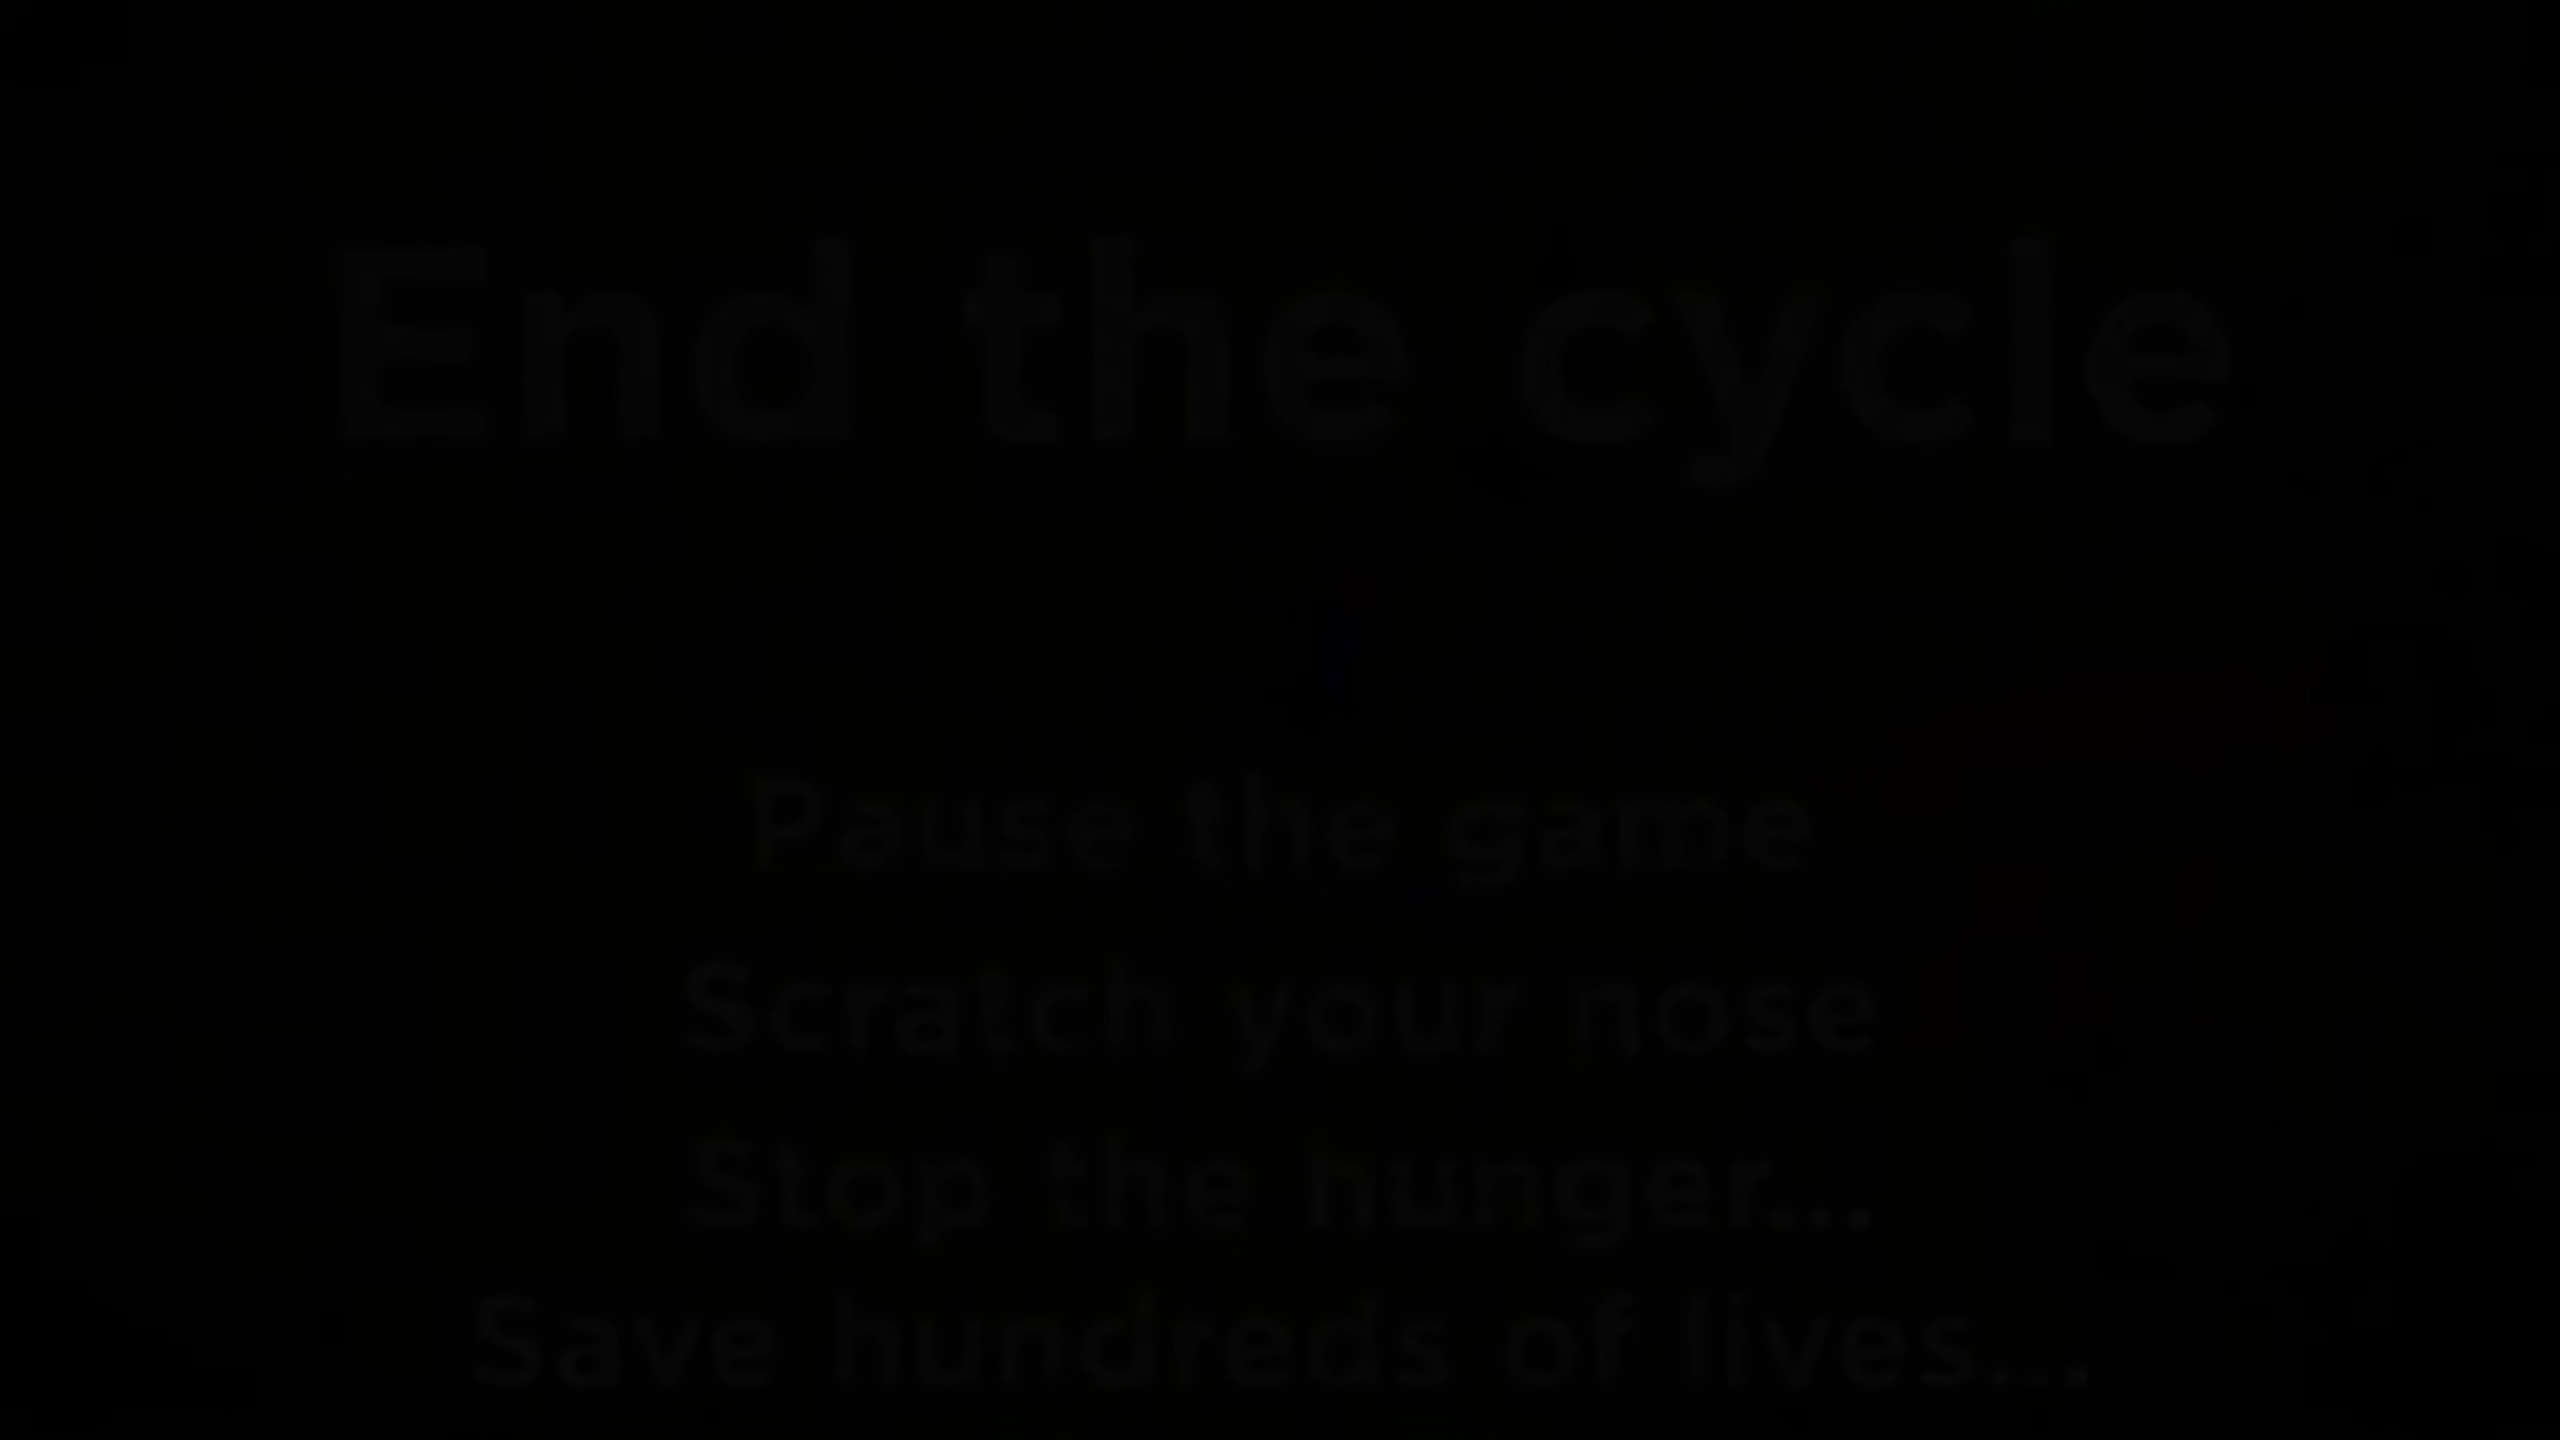 End the cycle
Pause the game
Scratch your nose
Stop the hunger...
Save hundreds of lives...